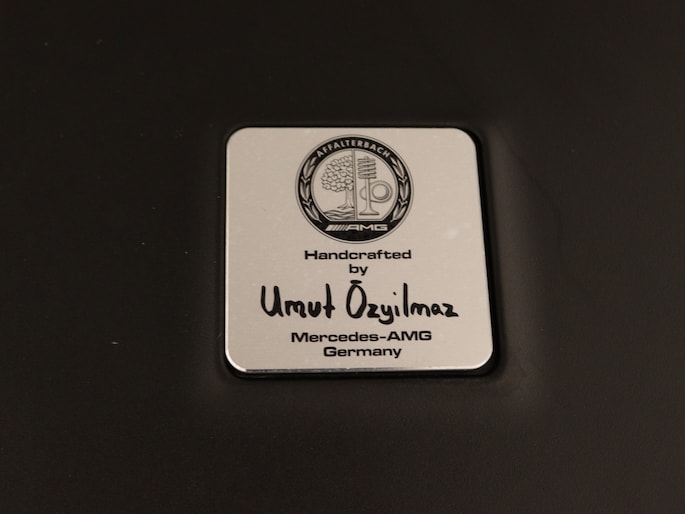 AFFALTERBACH
AMG
Handcrafted
by
Umut Özyilmaz
Mercedes-AMG
Germany